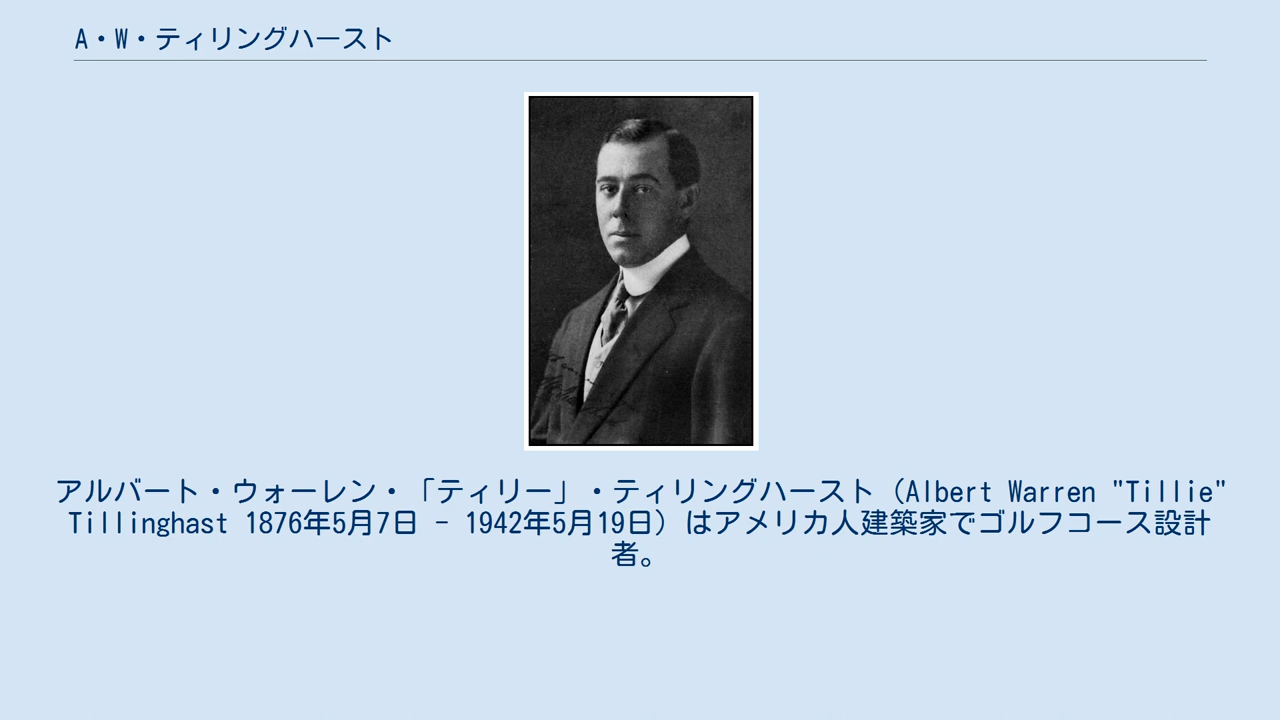 A・W・ティリングハースト
アルバート・ウォーレン・「ティリー」・ティリングハースト（Albert Warren "Tillie"
Tillinghast 1876年5月7日 - 1942年5月19日）はアメリカ人建築家でゴルフコース設計
者。